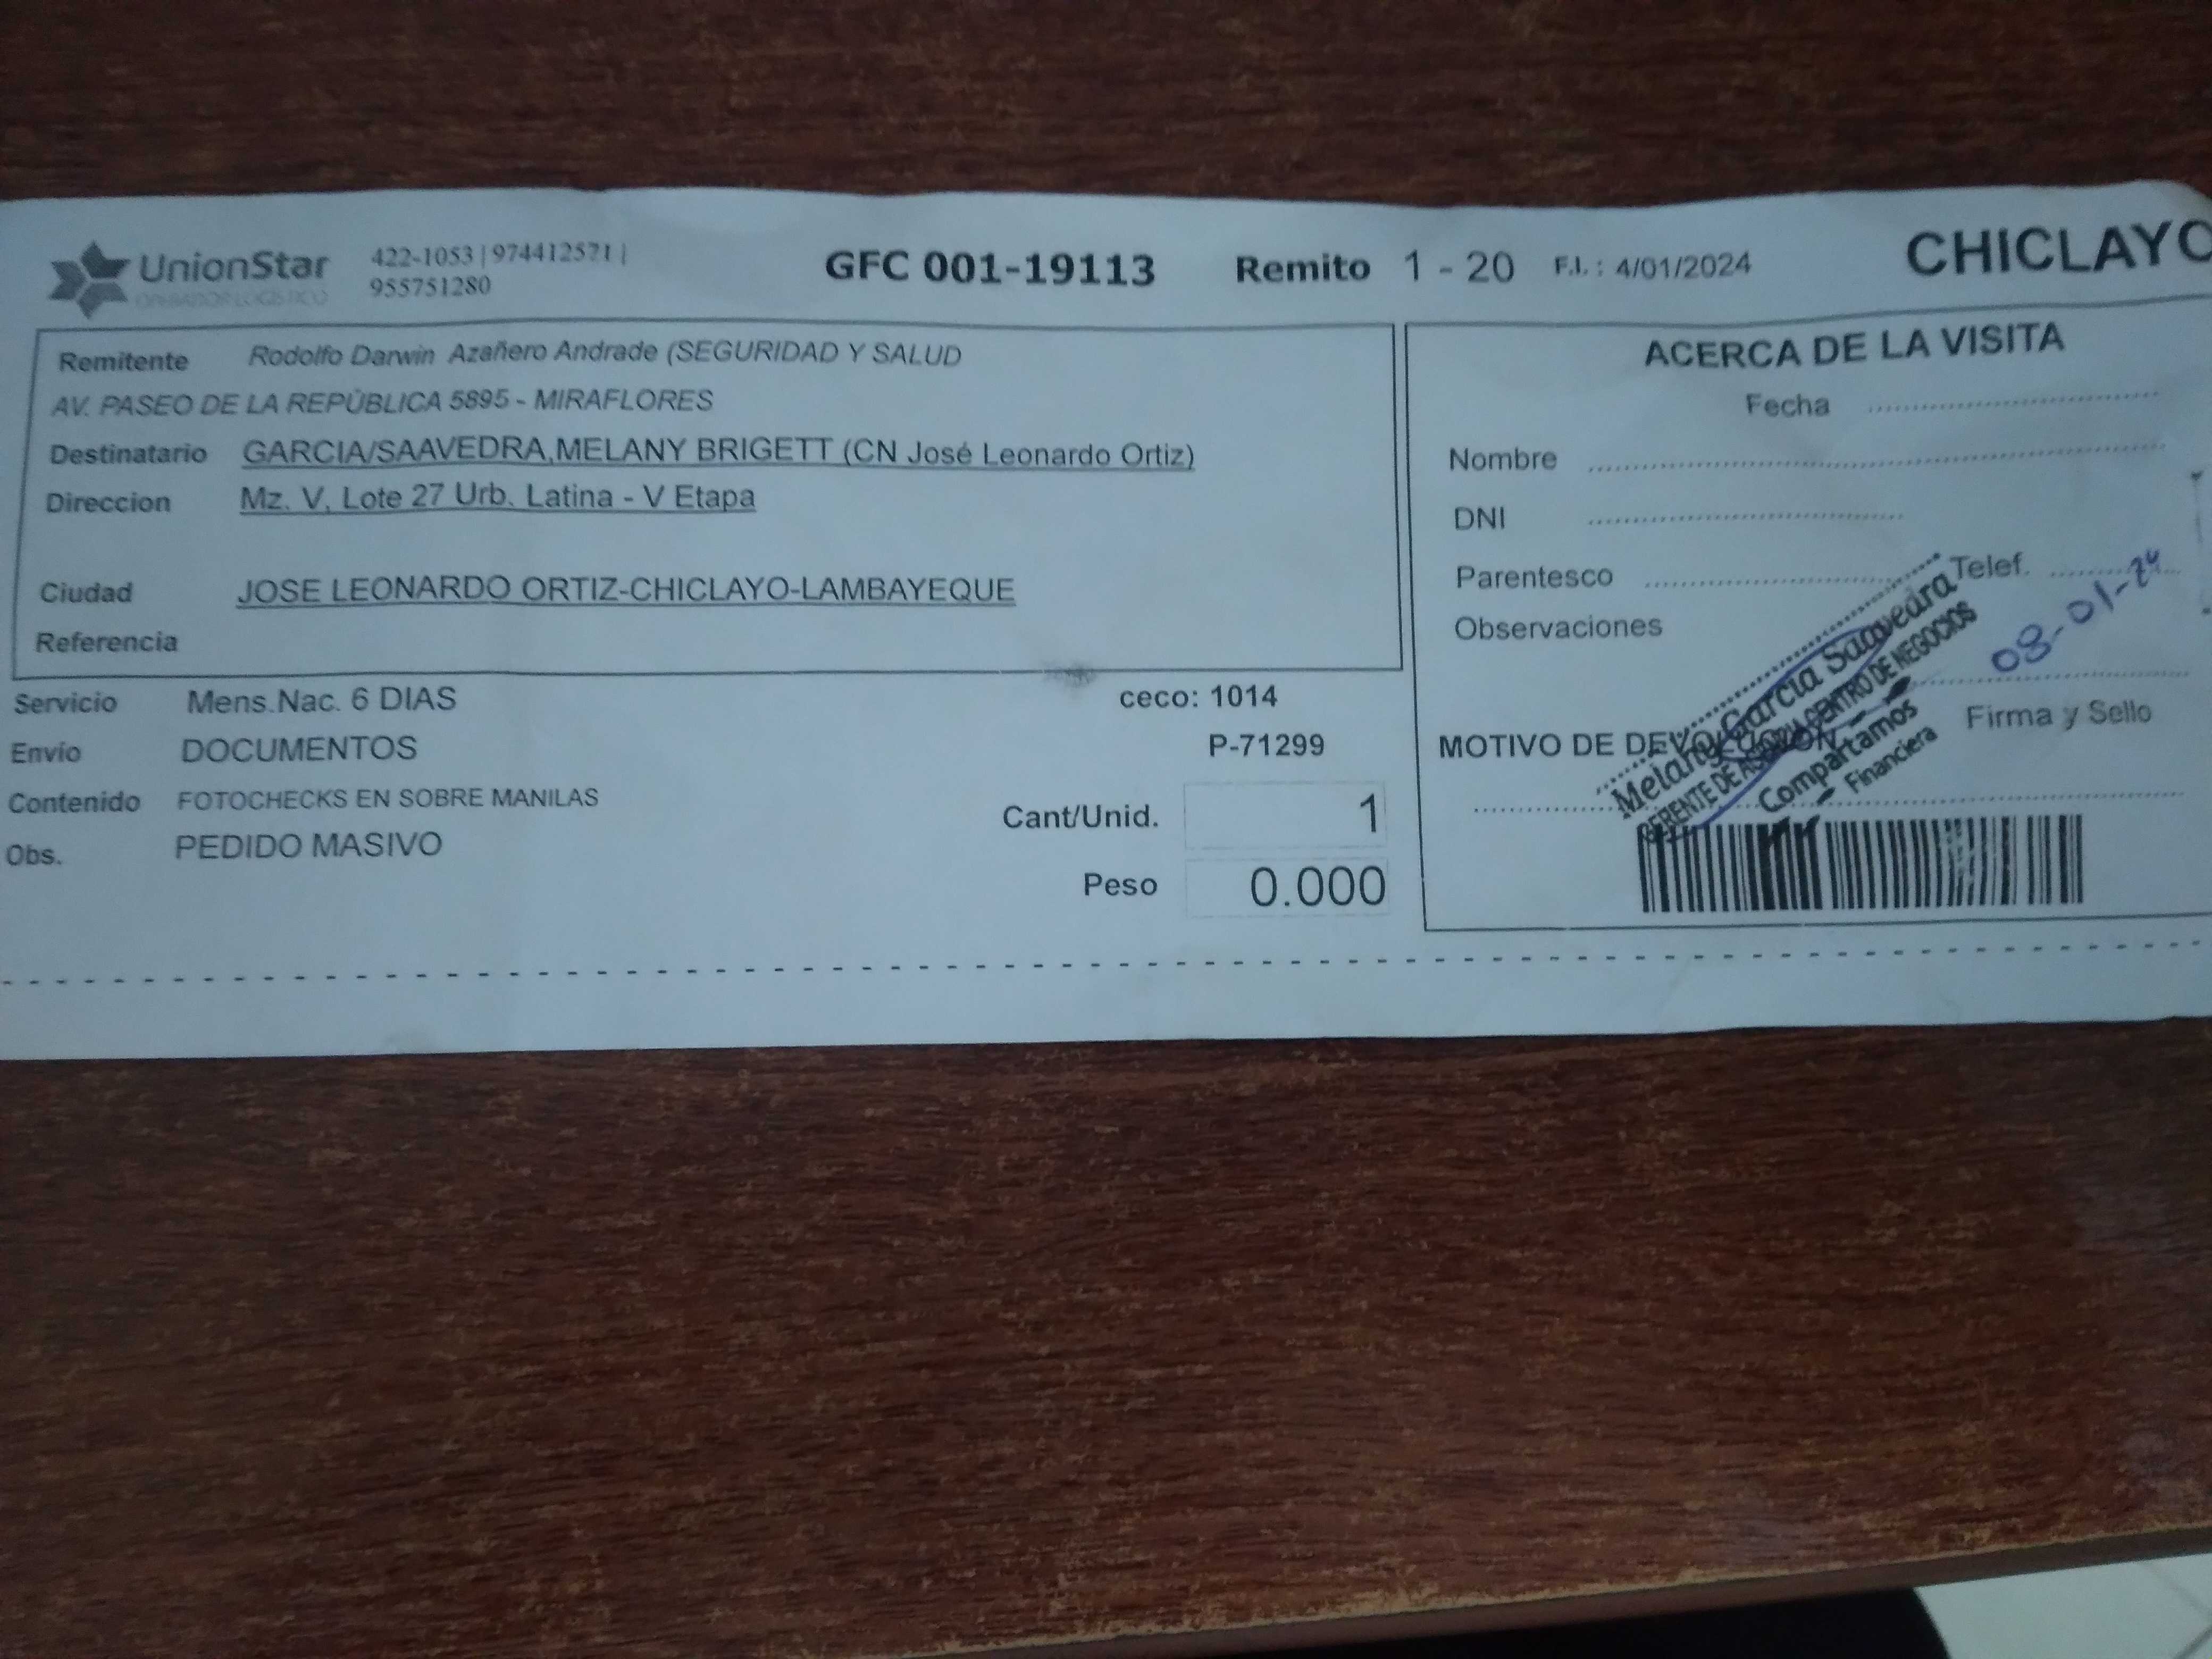 UnionStar
OPERADOR LOGISTICO
422-1053 | 974412571 |
955751280
GFC 001-19113
Remito 1 - 20
F.I. : 4/01/2024
CHICLAYO
Remitente Rodolfo Darwin Azañero Andrade (SEGURIDAD Y SALUD
AV. PASEO DE LA REPÚBLICA 5895 - MIRAFLORES
Destinatario GARCIA/SAAVEDRA,MELANY BRIGETT (CN José Leonardo Ortiz)
Direccion Mz. V, Lote 27 Urb. Latina - V Etapa
Ciudad JOSE LEONARDO ORTIZ-CHICLAYO-LAMBAYEQUE
Referencia
Servicio Mens.Nac. 6 DIAS
Envío DOCUMENTOS
Contenido FOTOCHECKS EN SOBRE MANILAS
Obs. PEDIDO MASIVO
ceco: 1014
P-71299
Cant/Unid. 1
Peso 0.000
ACERCA DE LA VISITA
Fecha
Nombre
DNI
Parentesco
Telef.
Observaciones
08-01-24
Firma y Sello
MOTIVO DE DEVOLUCION
Melany Garcia Saavedra
GERENTE DE CENTRO DE NEGOCIOS
Compartamos
Financiera